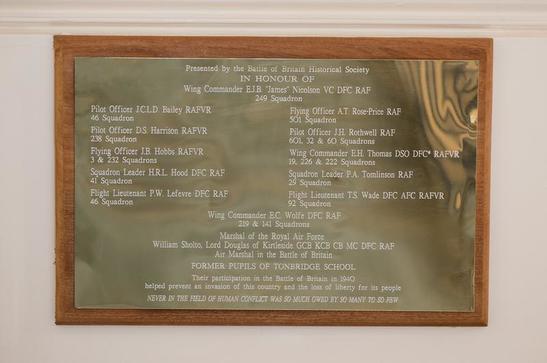 Presented by the Battle of Britain Historical Society
IN HONOUR OF
Wing Commander E.J.B. "James" Nicolson VC DFC RAF
249 Squadron
Pilot Officer J.C.L.D. Bailey RAFVR
46 Squadron
Pilot Officer D.S. Harrison RAFVR
238 Squadron
Flying Officer J.B. Hobbs RAFVR
3 & 232 Squadrons
Squadron Leader H.R.L. Hood DFC RAF
41 Squadron
Flight Lieutenant P.W. Lefevre DFC RAF
46 Squadron
Flying Officer A.T. Rose-Price RAF
501 Squadron
Pilot Officer J.H. Rothwell RAF
601, 32 & 60 Squadrons
Wing Commander E.H. Thomas DSO DFC* RAFVR
19, 226 & 222 Squadrons
Squadron Leader P.A. Tomlinson RAF
29 Squadron
Flight Lieutenant T.S. Wade DFC AFC RAFVR
92 Squadron
Wing Commander E.C. Wolfe DFC RAF
219 & 141 Squadrons
Marshal of the Royal Air Force
William Sholto, Lord Douglas of Kirtleside GCB KCB CB MC DFC RAF
Air Marshal in the Battle of Britain
FORMER PUPILS OF TONBRIDGE SCHOOL
Their participation in the Battle of Britain in 1940
helped prevent an invasion of this country and the loss of liberty for its people
NEVER IN THE FIELD OF HUMAN CONFLICT WAS SO MUCH OWED BY SO MANY TO SO FEW